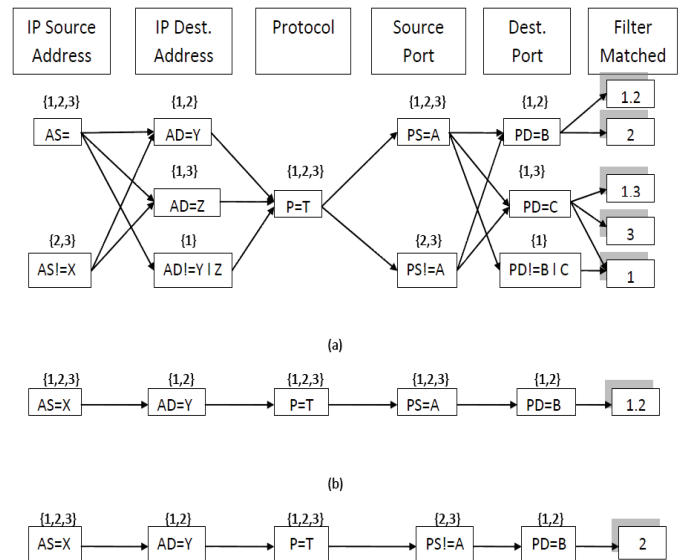 IP Source Address
IP Dest. Address
Protocol
Source Port
Dest. Port
Filter Matched
{1,2,3}
{1,2}
{1,2,3}
{1,2}
1.2
AS=
AD=Y
PS=A
PD=B
2
{1,3}
{1,2,3}
{1,3}
1.3
AD=Z
P=T
PD=C
3
{2,3}
{1}
{2,3}
{1}
AS!=X
AD!=Y I Z
PS!=A
PD!=B I C
1
(a)
{1,2,3}
{1,2}
{1,2,3}
{1,2,3}
{1,2}
AS=X
AD=Y
P=T
PS=A
PD=B
1.2
(b)
{1,2,3}
{1,2}
{1,2,3}
{2,3}
{1,2}
AS=X
AD=Y
P=T
PS!=A
PD=B
2